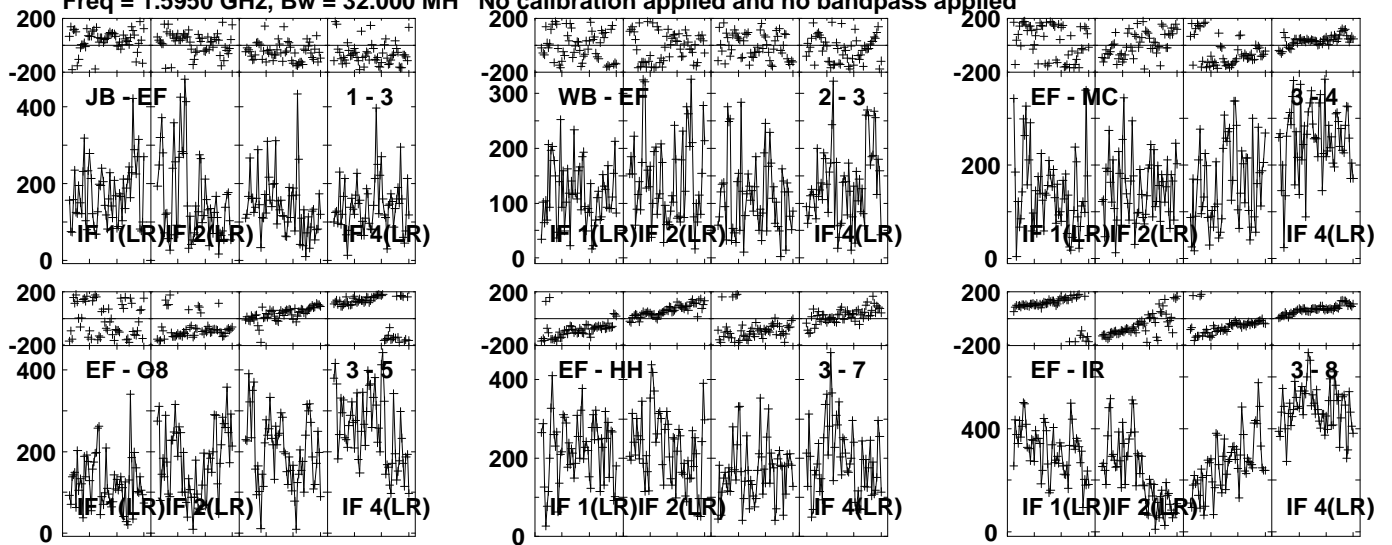 Freq = 1.5950 GHz, Bw = 32.000 MH No calibration applied and no bandpass applied
200 200 200
-200 -200 -200
JB - EF 1 - 3 WB - EF 2 - 3 EF - MC 3 - 4
400 300 400
200 200 200
100
IF 1(LR) IF 2(LR) IF 4(LR) IF 1(LR) IF 2(LR) IF 4(LR) IF 1(LR) IF 2(LR) IF 4(LR)
0 0 0
200 200 200
-200 -200 -200
EF - O8 3 - 5 EF - HH 3 - 7 EF - IR 3 - 8
400 400 400
200 200
IF 1(LR) IF 2(LR) IF 4(LR) IF 1(LR) IF 2(LR) IF 4(LR) IF 1(LR) IF 2(LR) IF 4(LR)
0 0 0